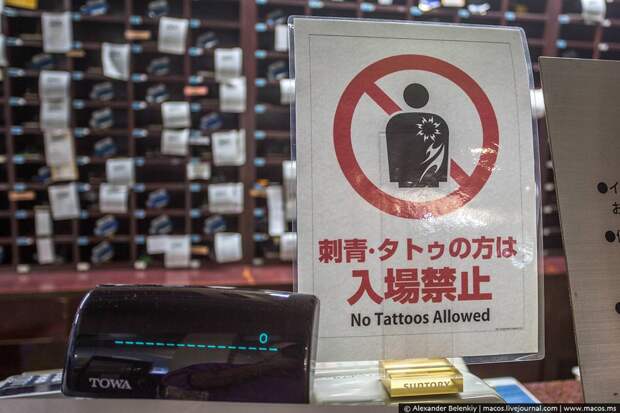 刺青・タトゥの方は
入場禁止
No Tattoos Allowed
0
TOWA
SUNTORY
© Alexander Belenkiy | macos.livejournal.com | www.macos.ms